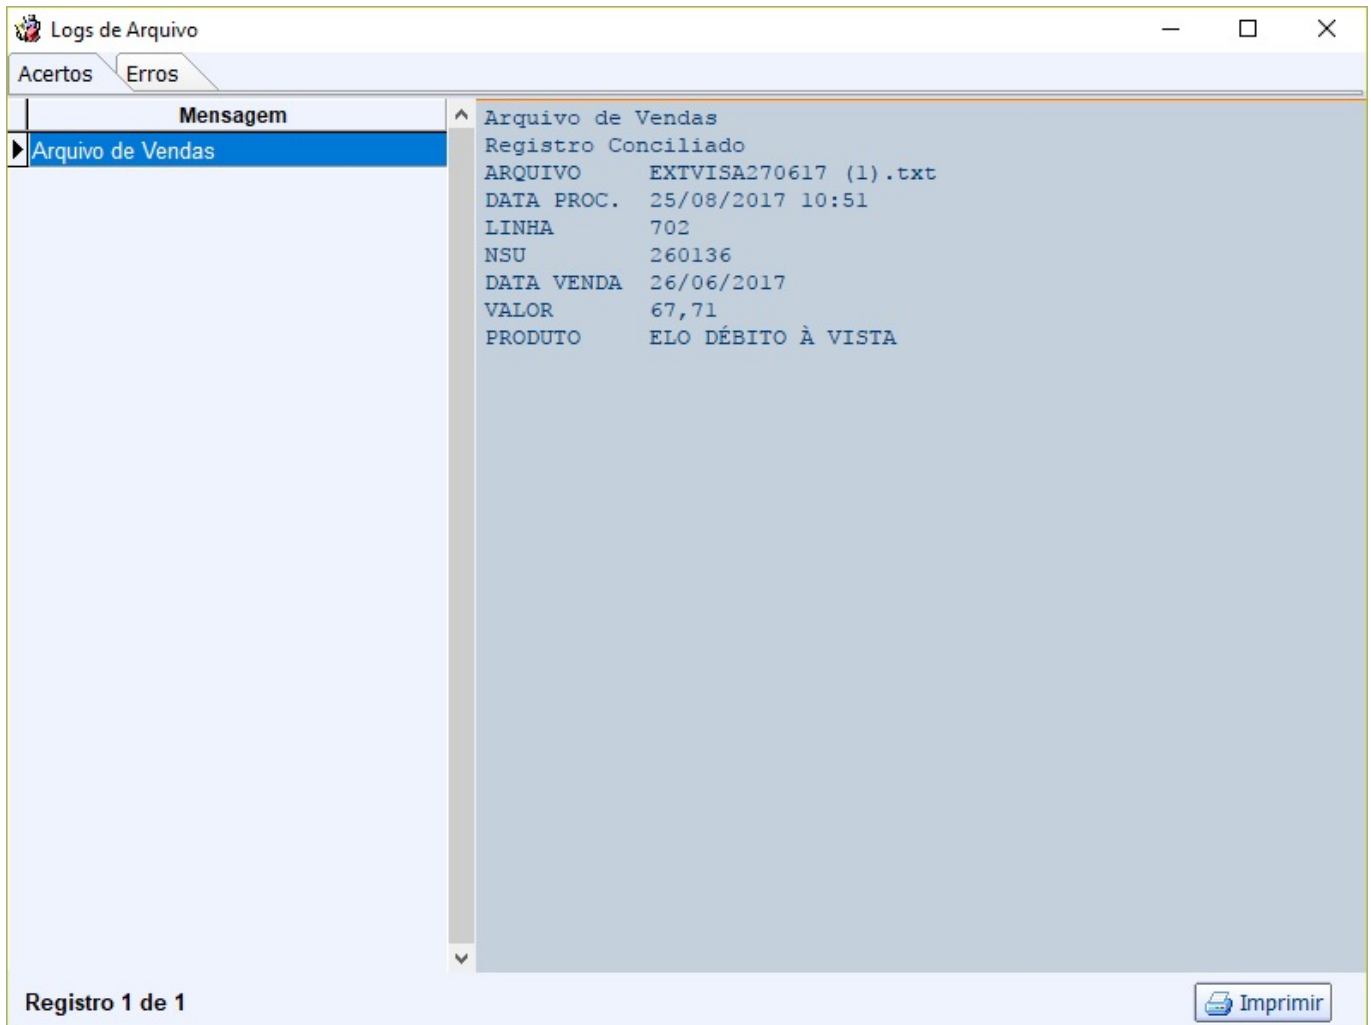 Logs de Arquivo
Acertos Erros
Mensagem
Arquivo de Vendas
Arquivo de Vendas
Registro Conciliado
ARQUIVO EXTVISA270617 (1).txt
DATA PROC. 25/08/2017 10:51
LINHA 702
NSU 260136
DATA VENDA 26/06/2017
VALOR 67,71
PRODUTO ELO DÉBITO À VISTA
Registro 1 de 1
Imprimir